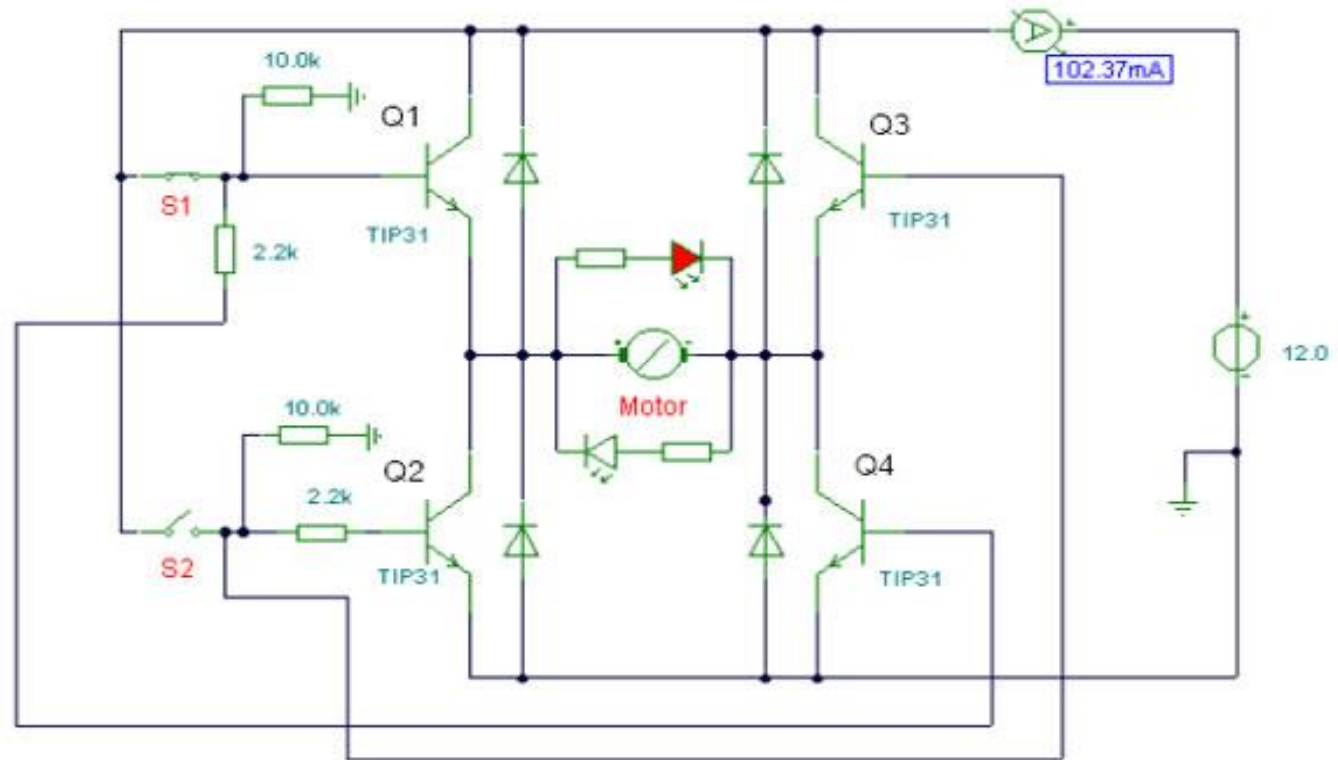 102.37mA
10.0k
Q1
Q3
S1
TIP31
TIP31
2.2k
12.0
Motor
10.0k
Q2
Q4
2.2k
S2
TIP31
TIP31